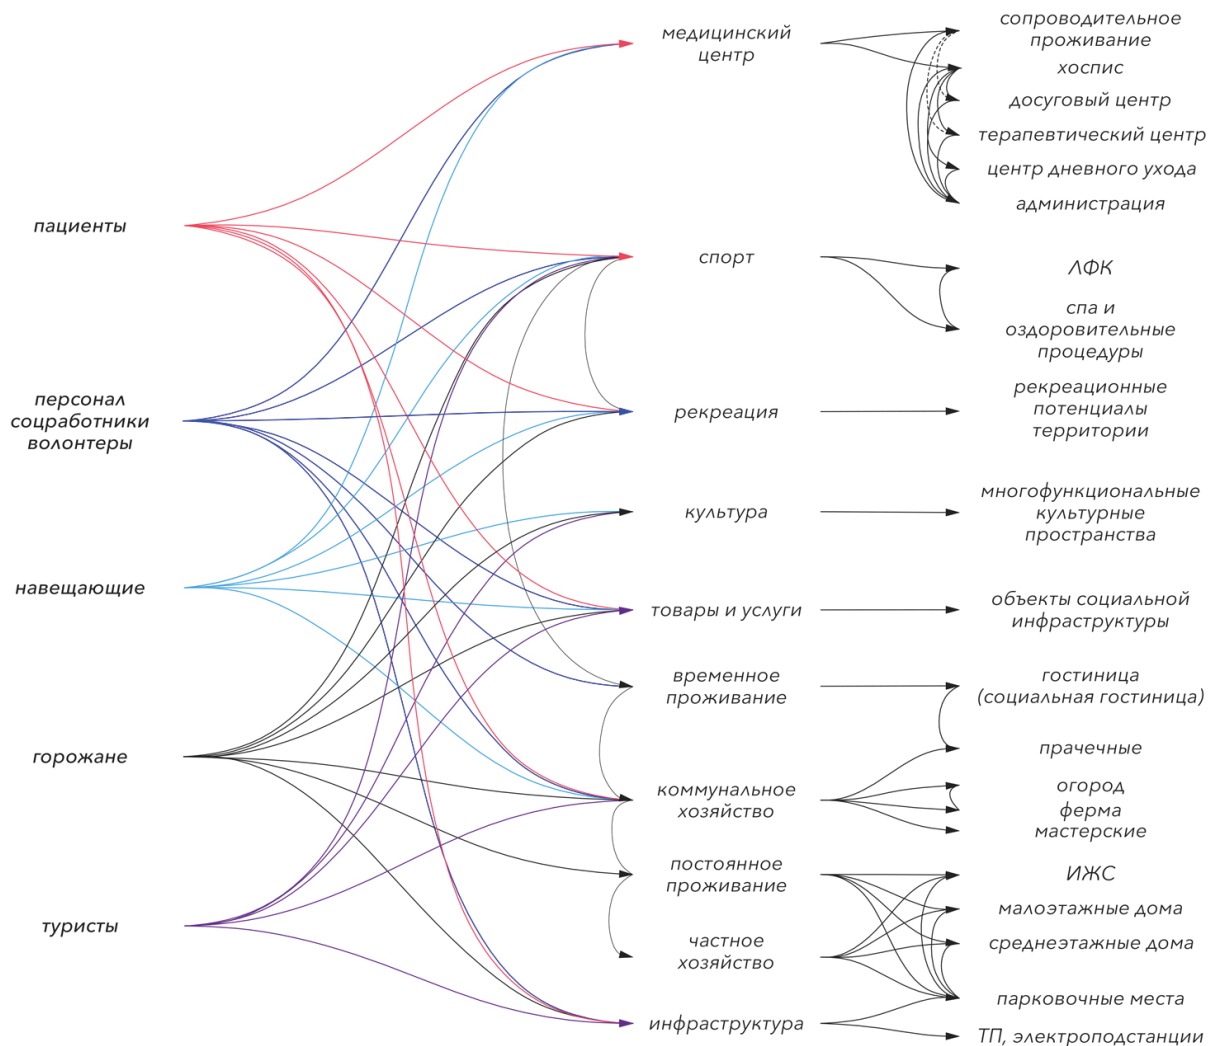 пациенты
персонал
соцработники
волонтеры
навещающие
горожане
туристы
медицинский
центр
спорт
рекреация
культура
товары и услуги
временное
проживание
коммунальное
хозяйство
постоянное
проживание
частное
хозяйство
инфраструктура
сопроводительное
проживание
хоспис
досуговый центр
терапевтический центр
центр дневного ухода
администрация
ЛФК
спа и
оздоровительные
процедуры
рекреационные
потенциалы
территории
многофункциональные
культурные
пространства
объекты социальной
инфраструктуры
гостиница
(социальная гостиница)
прачечные
огород
ферма
мастерские
ИЖС
малоэтажные дома
среднеэтажные дома
парковочные места
ТП, электроподстанции